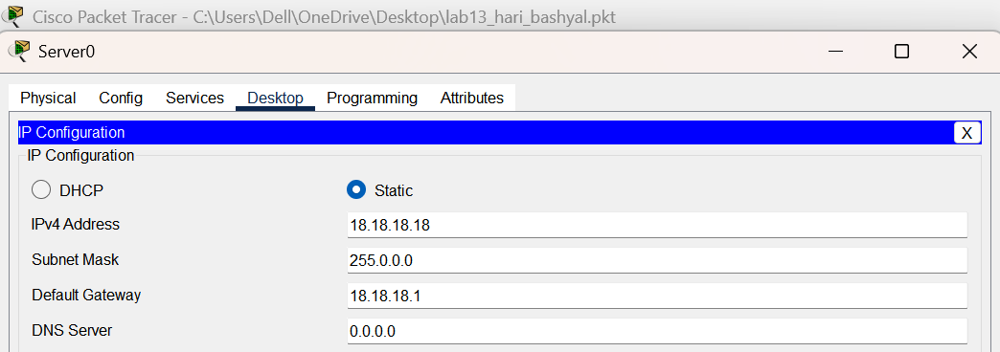 Cisco Packet Tracer - C:\Users\Dell\OneDrive\Desktop\lab13_hari_bashyal.pkt
Server0
Physical Config Services Desktop Programming Attributes
IP Configuration X
IP Configuration
DHCP Static
IPv4 Address 18.18.18.18
Subnet Mask 255.0.0.0
Default Gateway 18.18.18.1
DNS Server 0.0.0.0